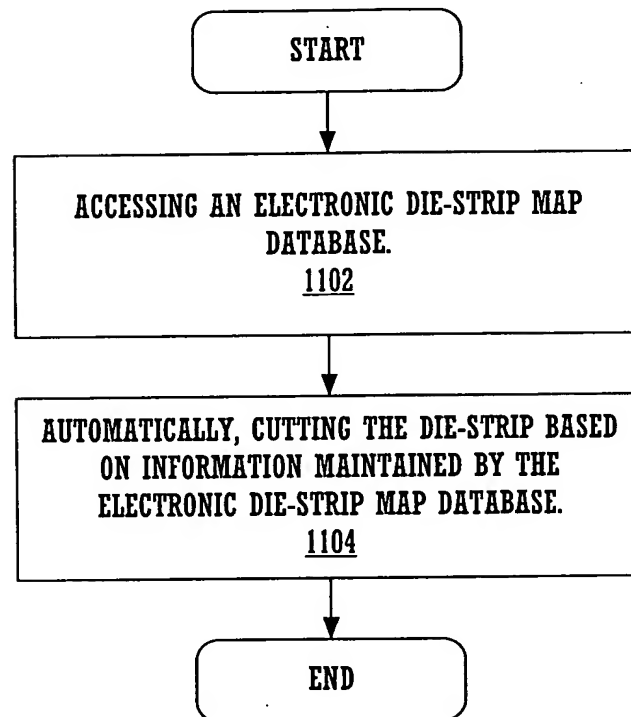 START
ACCESSING AN ELECTRONIC DIE-STRIP MAP
DATABASE.
1102
AUTOMATICALLY, CUTTING THE DIE-STRIP BASED
ON INFORMATION MAINTAINED BY THE
ELECTRONIC DIE-STRIP MAP DATABASE.
1104
END